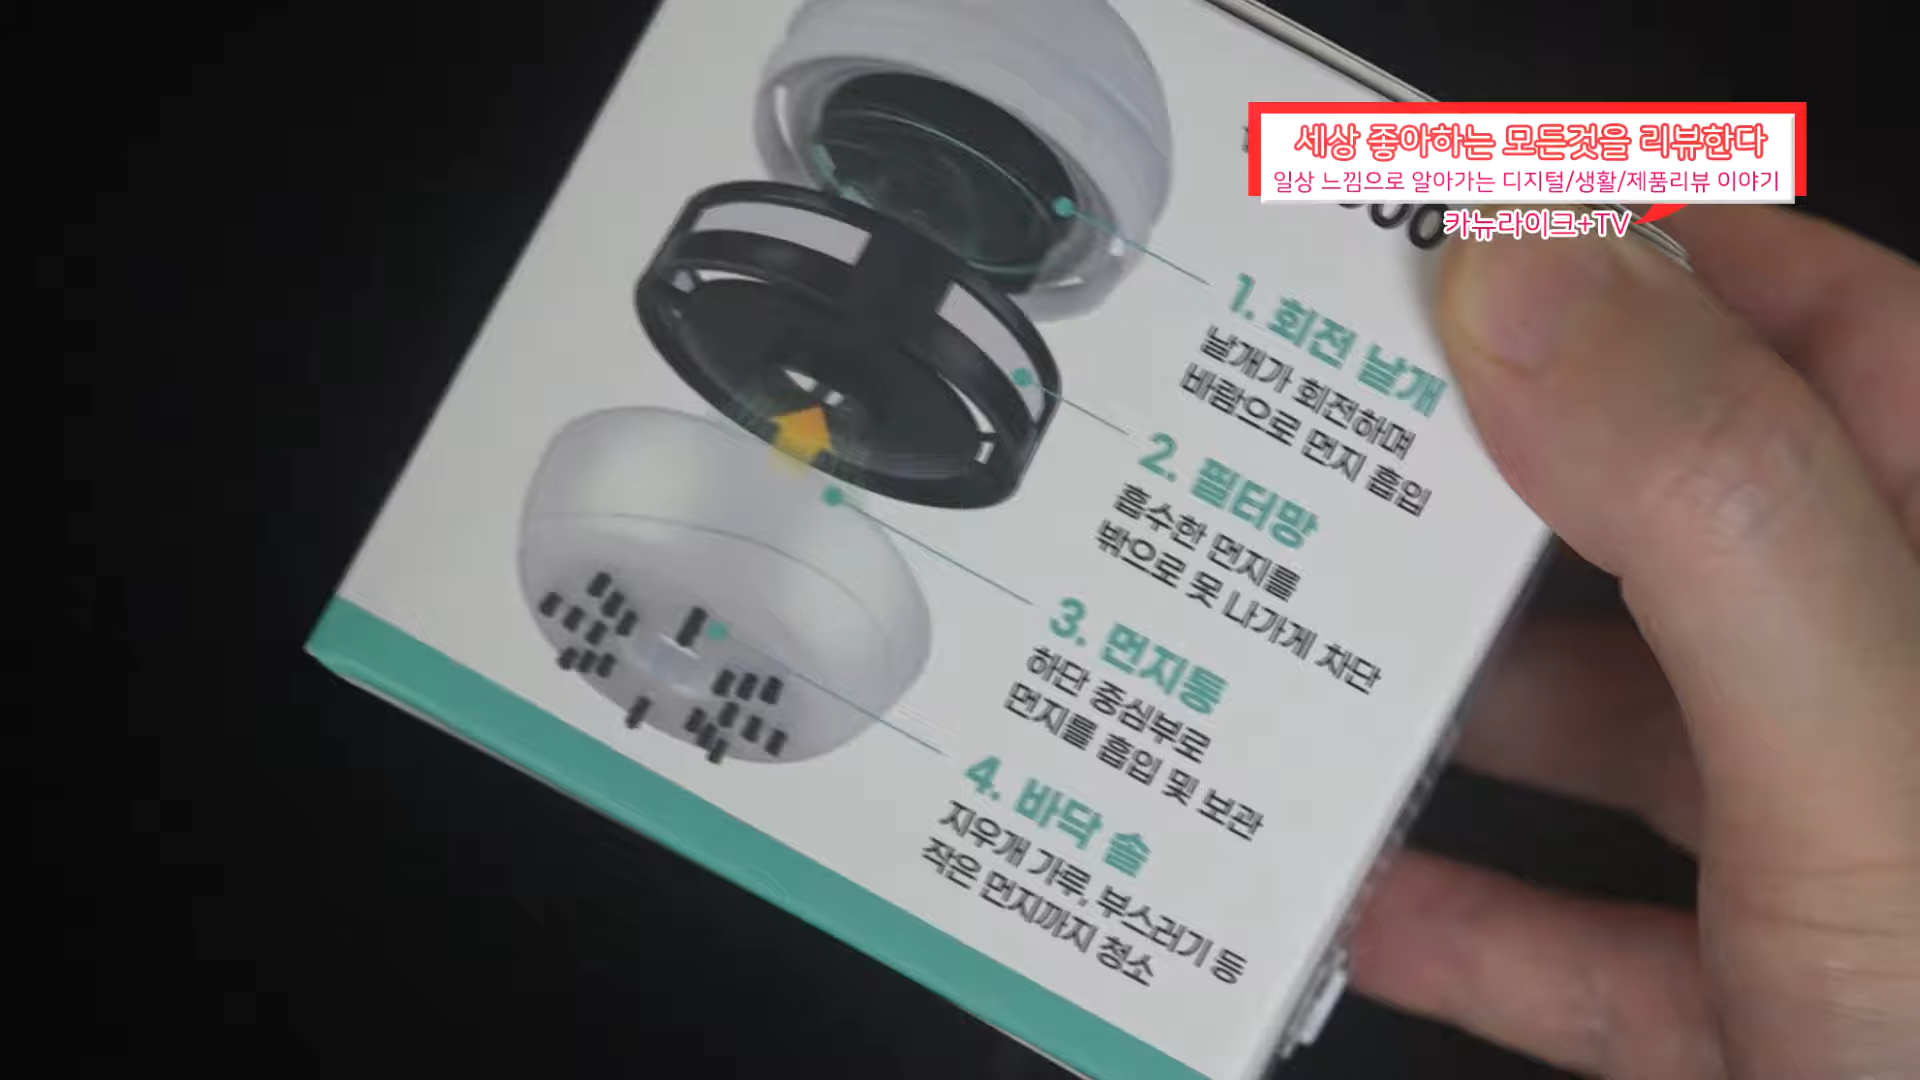 세상 좋아하는 모든것을 리뷰한다
일상 느낌으로 알아가는 디지털/생활/제품리뷰 이야기
카뉴라이크+TV
1. 회전 날개
날개가 회전하며
바람으로 먼지 흡입
2. 필터망
흡수한 먼지를
밖으로 못 나가게 차단
3. 먼지통
하단 중심부로
먼지를 흡입 및 보관
4. 바닥 솔
지우개 가루, 부스러기 등
작은 먼지까지 청소